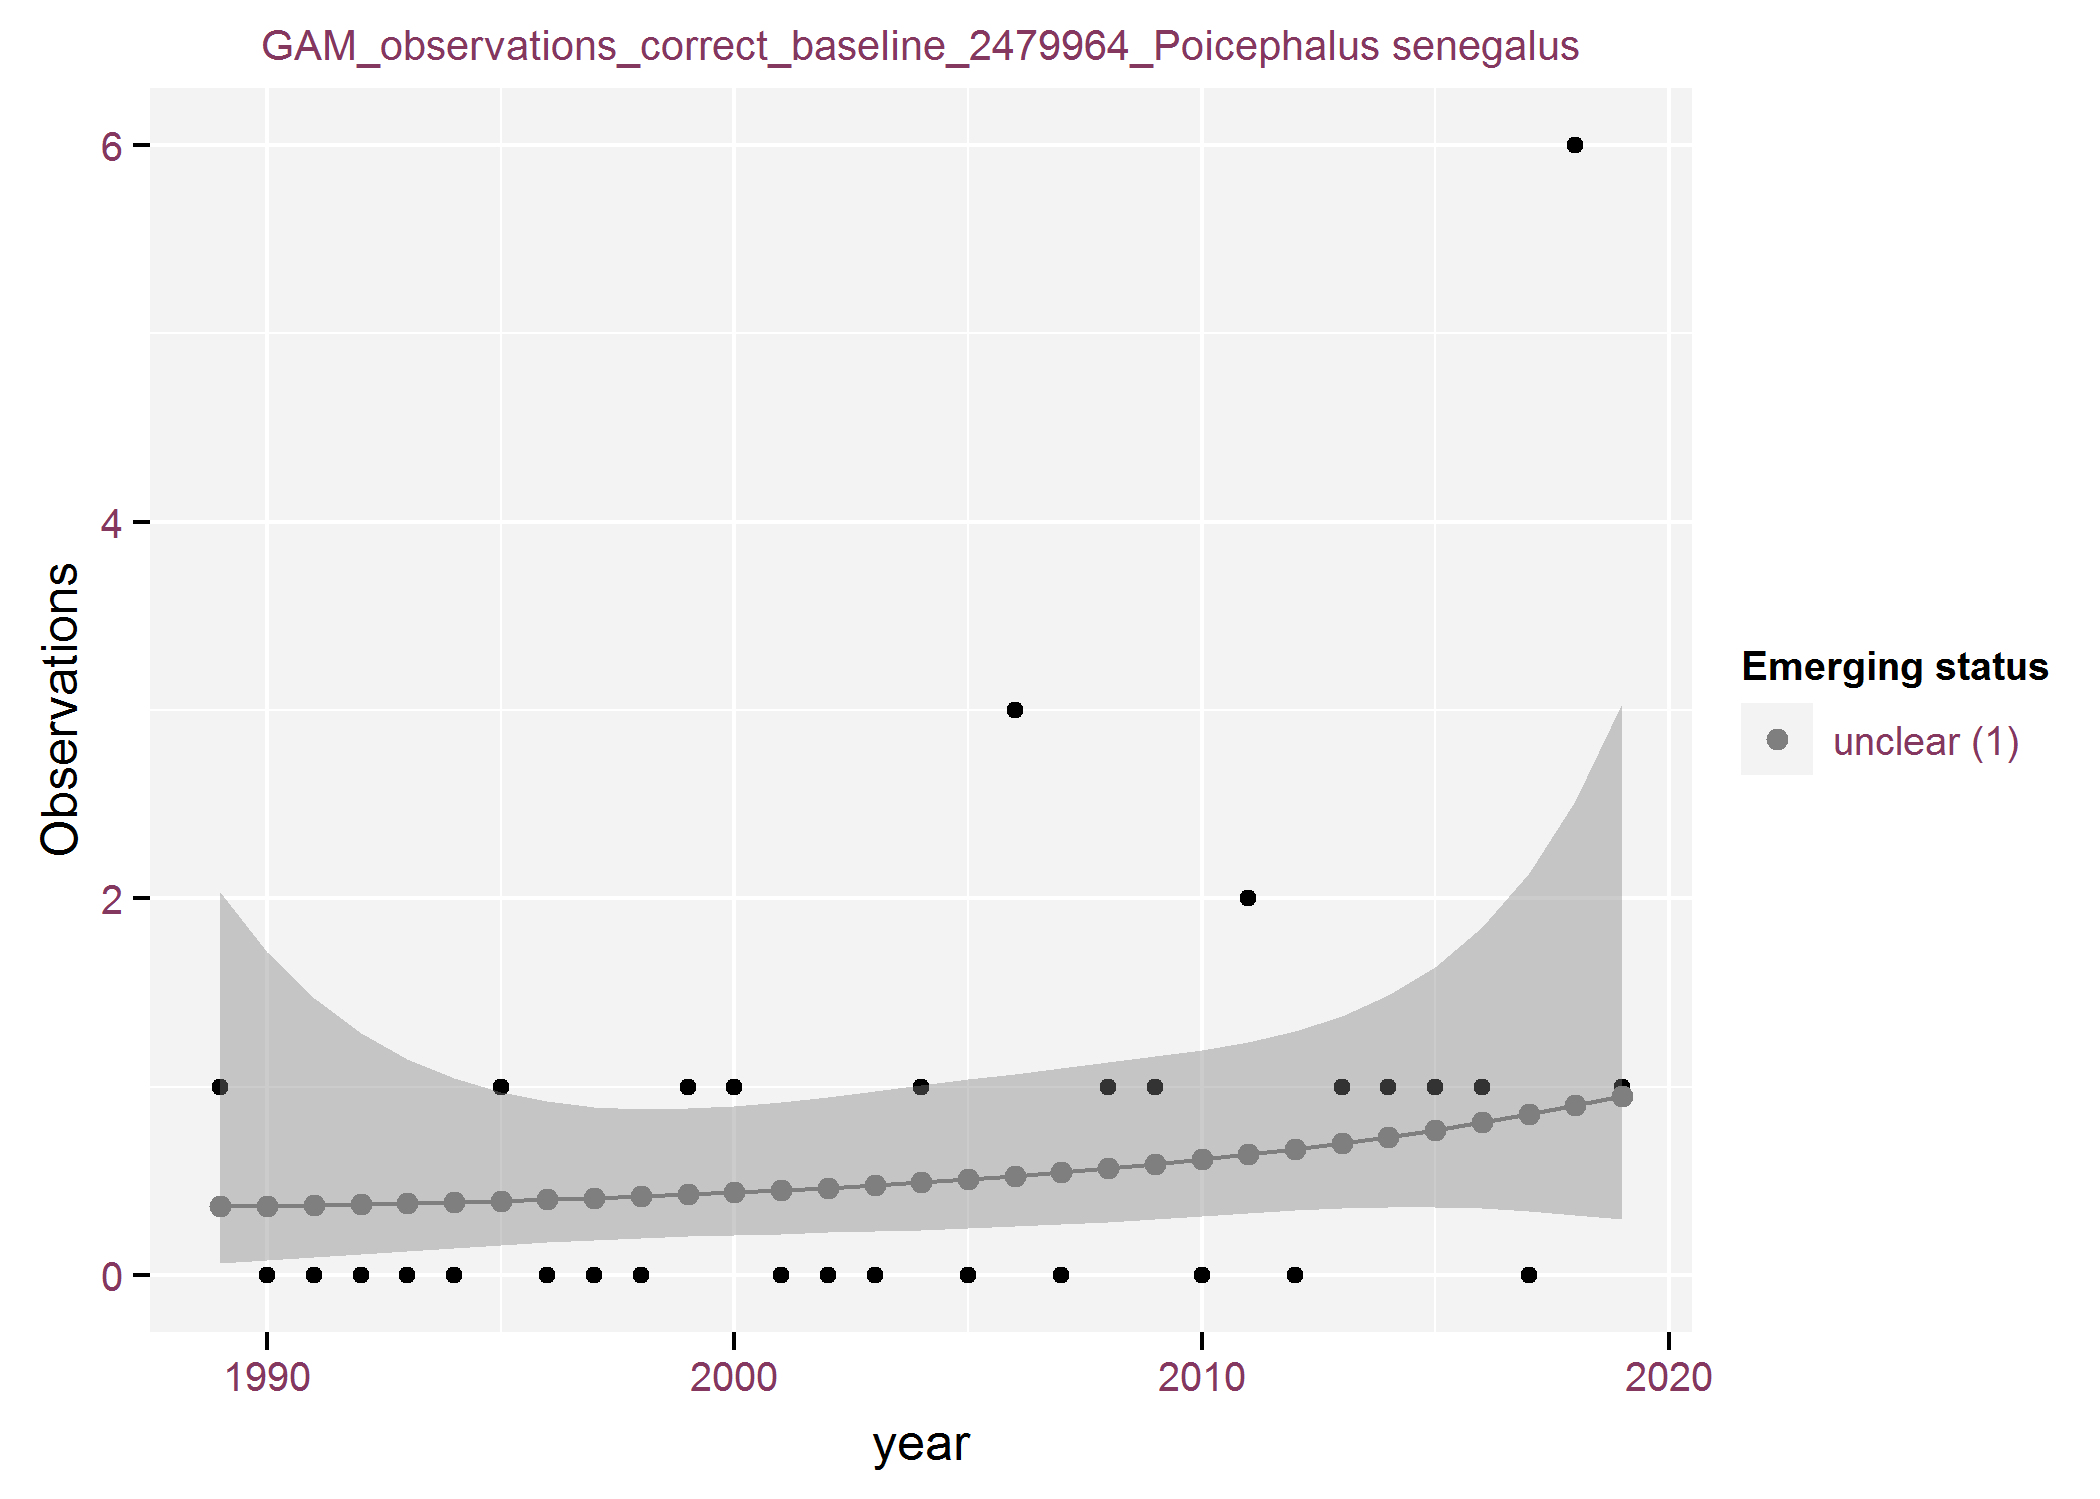 GAM_observations_correct_baseline_2479964_Poicephalus senegalus
6
4
2
0
Observations
1990 2000 2010 2020
year
Emerging status
unclear (1)